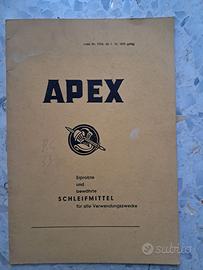 APEX
Erprobte
und
bewährte
SCHLEIFMITTEL
für alle Verwendungszwecke
subito